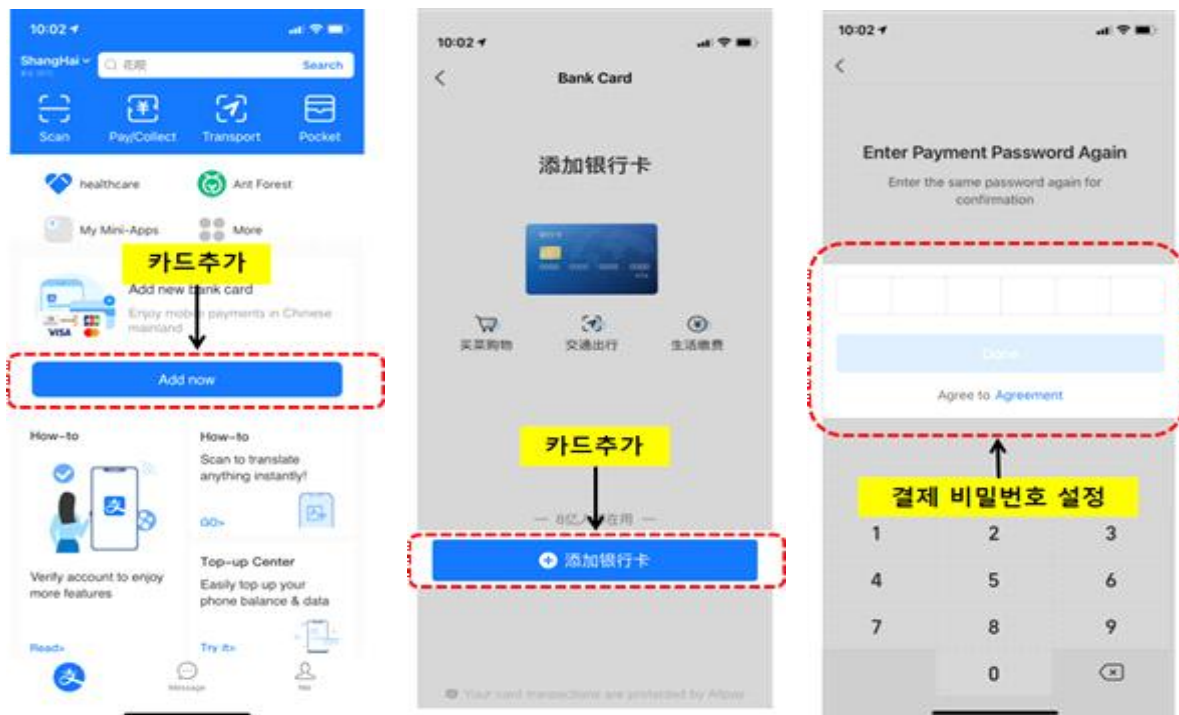 10:02
ShangHai
Search
Scan
Pay/Collect
Transport
Pocket
healthcare
Ant Forest
My Mini-Apps
More
카드추가
Add new bank card
Enjoy mobile payments in Chinese
mainland
VISA
Add now
How-to
Verify account to enjoy
more features
Read>
How-to
Scan to translate
anything instantly!
GO>
Top-up Center
Easily top up your
phone balance & data
Try it>
支
Message
Me
10:02
Bank Card
添加银行卡
买菜购物
交通出行
生活缴费
카드추가
添加银行卡
Your card transactions are protected by Alipay
10:02
Enter Payment Password Again
Enter the same password again for
confirmation
Done
Agree to Agreement
결제 비밀번호 설정
1 2 3
4 5 6
7 8 9
0